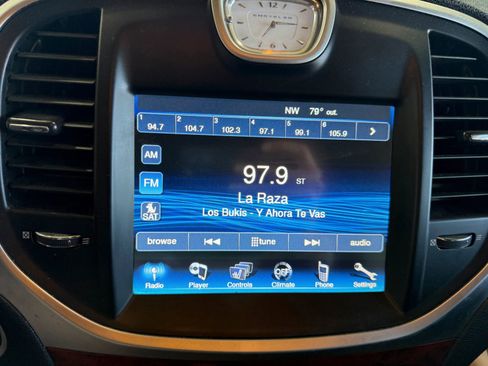 12
CHRYSLER
NW 79° out.
1 2 3 4 5 6
94.7 104.7 102.3 97.1 99.1 105.9
AM
97.9 ST
FM
La Raza
SAT
Los Bukis - Y Ahora Te Vas
browse tune audio
OFF
Radio Player Controls Climate Phone Settings